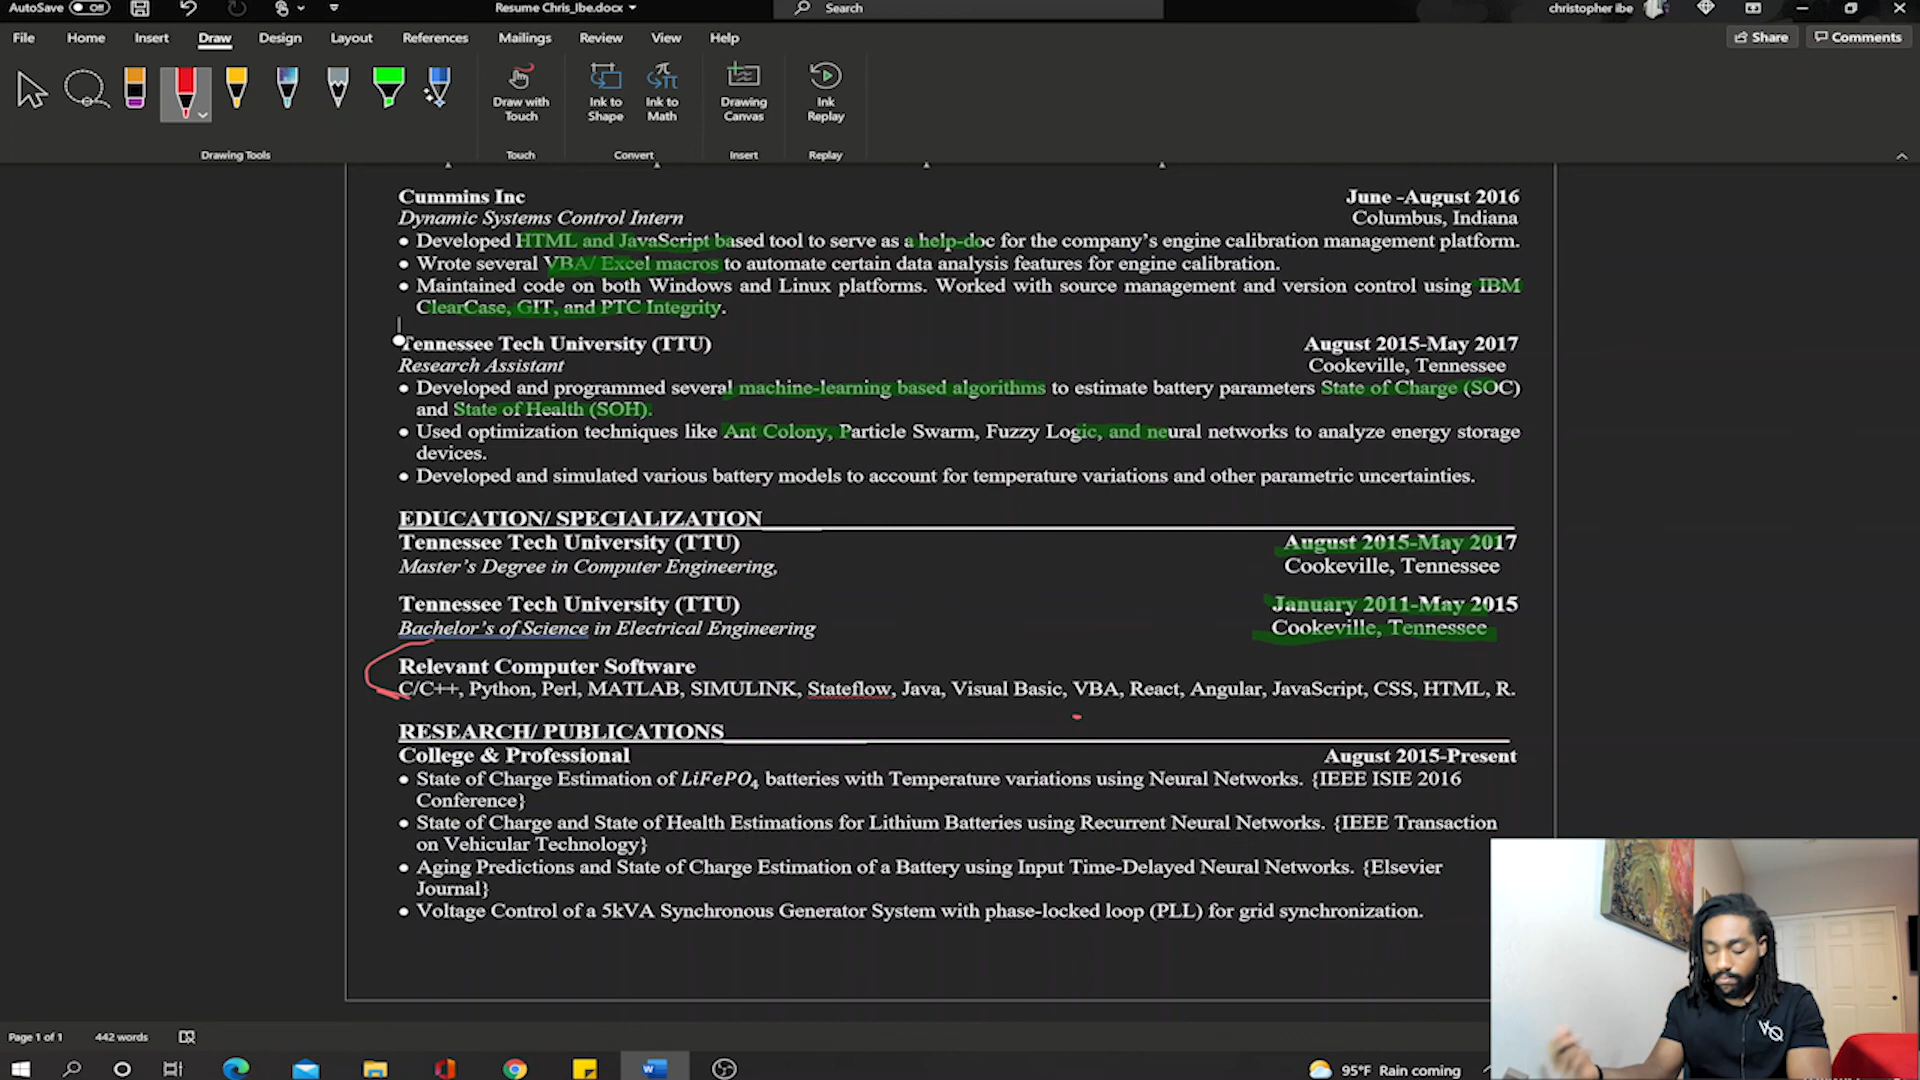 AutoSave Off Resume Chris_Ibe.docx Search christopher ibe
File Home Insert Draw Design Layout References Mailings Review View Help Share Comments
Draw with Touch
Ink to Shape
Ink to Math
Drawing Canvas
Ink Replay
Drawing Tools Touch Convert Insert Replay
Cummins Inc June -August 2016
Dynamic Systems Control Intern Columbus, Indiana
• Developed HTML and JavaScript based tool to serve as a help-doc for the company's engine calibration management platform.
• Wrote several VBA/ Excel macros to automate certain data analysis features for engine calibration.
• Maintained code on both Windows and Linux platforms. Worked with source management and version control using IBM
ClearCase, GIT, and PTC Integrity.
Tennessee Tech University (TTU) August 2015-May 2017
Research Assistant Cookeville, Tennessee
• Developed and programmed several machine-learning based algorithms to estimate battery parameters State of Charge (SOC)
and State of Health (SOH).
• Used optimization techniques like Ant Colony, Particle Swarm, Fuzzy Logic, and neural networks to analyze energy storage
devices.
• Developed and simulated various battery models to account for temperature variations and other parametric uncertainties.
EDUCATION/ SPECIALIZATION
Tennessee Tech University (TTU) August 2015-May 2017
Master's Degree in Computer Engineering, Cookeville, Tennessee
Tennessee Tech University (TTU) January 2011-May 2015
Bachelor's of Science in Electrical Engineering Cookeville, Tennessee
Relevant Computer Software
C/C++, Python, Perl, MATLAB, SIMULINK, Stateflow, Java, Visual Basic, VBA, React, Angular, JavaScript, CSS, HTML, R.
RESEARCH/ PUBLICATIONS
College & Professional August 2015-Present
• State of Charge Estimation of LiFePO₄ batteries with Temperature variations using Neural Networks. {IEEE ISIE 2016
Conference}
• State of Charge and State of Health Estimations for Lithium Batteries using Recurrent Neural Networks. {IEEE Transaction
on Vehicular Technology}
• Aging Predictions and State of Charge Estimation of a Battery using Input Time-Delayed Neural Networks. {Elsevier
Journal}
• Voltage Control of a 5kVA Synchronous Generator System with phase-locked loop (PLL) for grid synchronization.
Page 1 of 1 442 words
95°F Rain coming